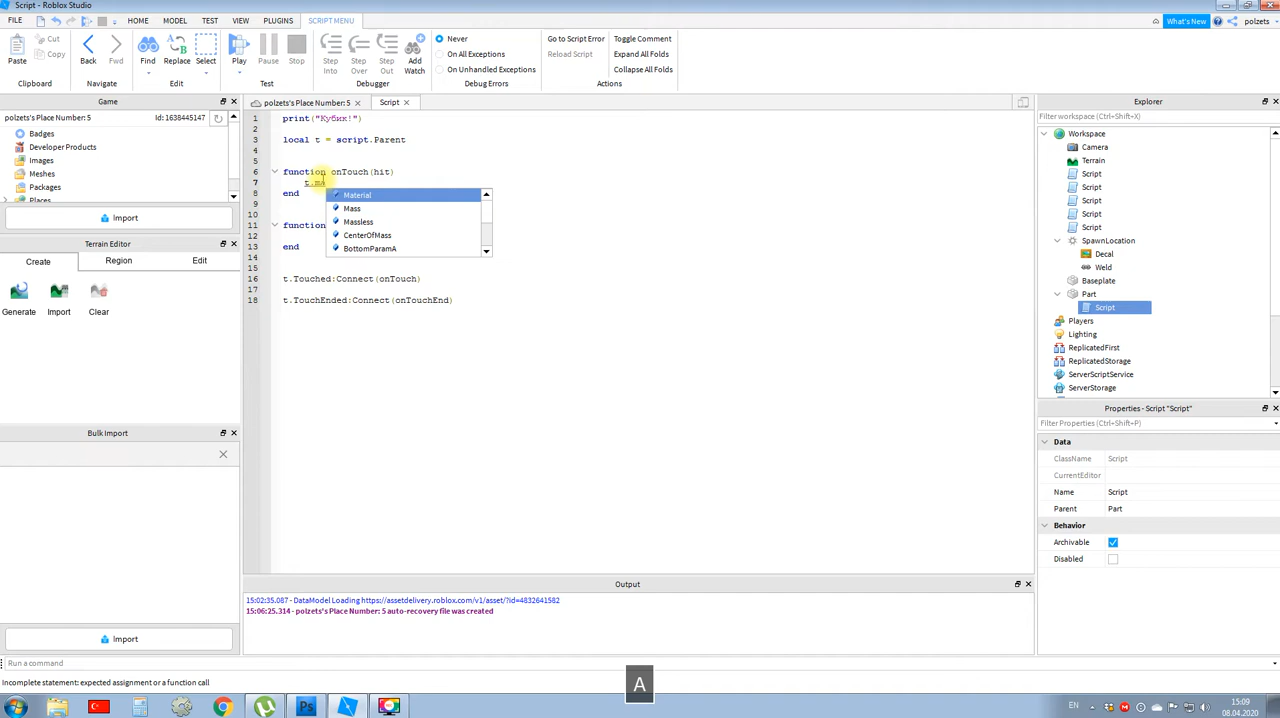 Script - Roblox Studio
FILE HOME MODEL TEST VIEW PLUGINS SCRIPT MENU What's New polzets
Paste Cut Copy Back Fwd Find Replace Select Play Pause Stop Step Into Step Over Step Out Add Watch
Never
On All Exceptions
On Unhandled Exceptions
Go to Script Error
Reload Script
Toggle Comment
Expand All Folds
Collapse All Folds
Clipboard Navigate Edit Test Debugger Debug Errors Actions
Game
polzets's Place Number: 5 Id: 1638445147
Badges
Developer Products
Images
Meshes
Packages
Places
Import
Terrain Editor
Create Region Edit
Generate Import Clear
Bulk Import
Import
polzets's Place Number: 5 Script
1 print("Кубик!")
2
3 local t = script.Parent
4
5
6 function onTouch(hit)
7 t.ma
8 end
9
10
11 function
12
13 end
14
15
16 t.Touched:Connect(onTouch)
17
18 t.TouchEnded:Connect(onTouchEnd)
Material
Mass
Massless
CenterOfMass
BottomParamA
Output
15:02:35.087 - DataModel Loading https://assetdelivery.roblox.com/v1/asset/?id=4832641582
15:06:25.314 - polzets's Place Number: 5 auto-recovery file was created
Explorer
Filter workspace (Ctrl+Shift+X)
Workspace
Camera
Terrain
Script
Script
Script
Script
Script
SpawnLocation
Decal
Weld
Baseplate
Part
Script
Players
Lighting
ReplicatedFirst
ReplicatedStorage
ServerScriptService
ServerStorage
Properties - Script "Script"
Filter Properties (Ctrl+Shift+P)
Data
ClassName Script
CurrentEditor
Name Script
Parent Part
Behavior
Archivable
Disabled
Run a command
Incomplete statement: expected assignment or a function call
A
Ps
EN
15:09
08.04.2020